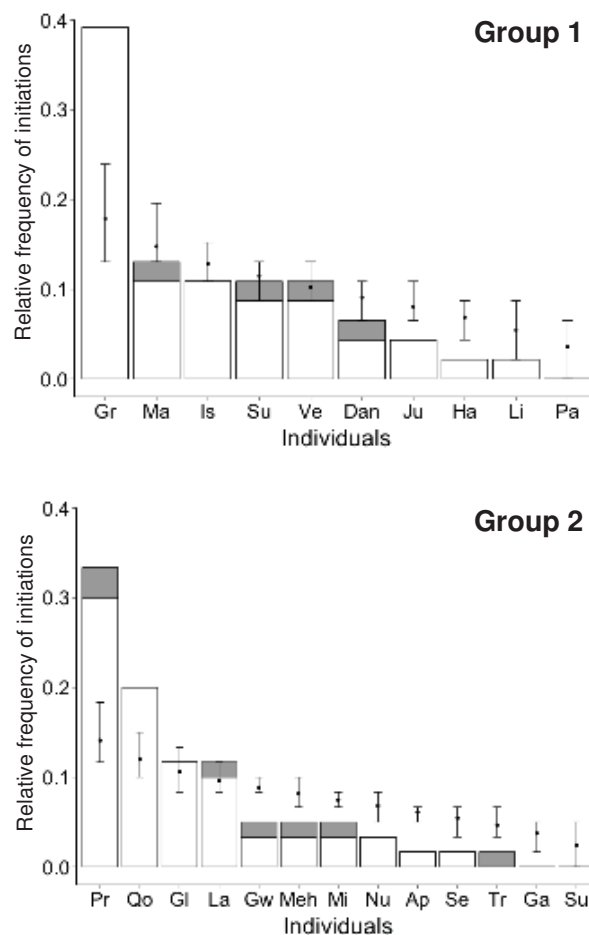 Group 1
Relative frequency of initiations
0.4
0.3
0.2
0.1
0.0
Gr Ma Is Su Ve Dan Ju Ha Li Pa
Individuals
Group 2
Relative frequency of initiations
0.4
0.3
0.2
0.1
0.0
Pr Qo Gl La Gw Meh Mi Nu Ap Se Tr Ga Su
Individuals